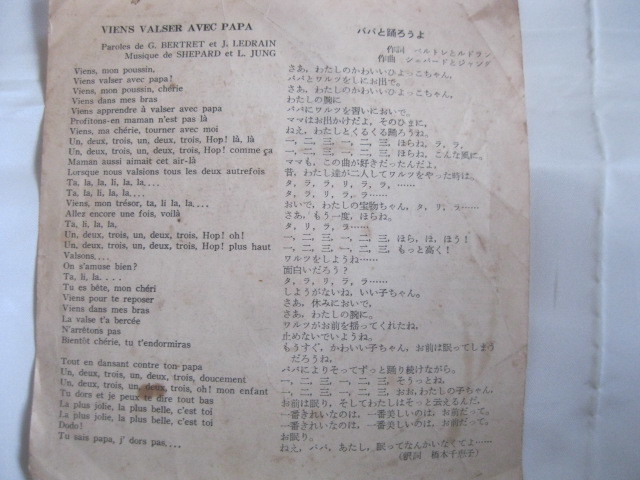 VIENS VALSER AVEC PAPA
Paroles de G. BERTRET et J. LEDRAIN
Musique de SHEPARD et L. JUNG
Viens, mon poussin,
Viens valser avec papa!
Viens, mon poussin, chérie
Viens dans mes bras
Viens apprendre à valser avec papa
Profitons-en maman n'est pas là
Viens, ma chérie, tourner avec moi
Un, deux, trois, un, deux, trois, Hop! là, là
Un, deux, trois, un, deux, trois, Hop! comme ça
Maman aussi aimait cet air-là
Lorsque nous valsions tous les deux autrefois
Ta, la, la, li, la, la,...
Ta, la, li, la, la,...
Viens, mon trésor, ta, li la, la....
Allez encore une fois, voilà
Ta, li, la, la....
Un, deux, trois, un, deux, trois, Hop! oh!
Un, deux, trois, un, deux, trois, Hop! plus haut
Valsons....
On s'amuse bien?
Ta, li, la....
Tu es bête, mon chéri
Viens pour te reposer
Viens dans mes bras
La valse t'a bercée
N'arrêtons pas
Bientôt chérie, tu t'endormiras
Tout en dansant contre ton papa
Un, deux, trois, un, deux, trois, doucement
Un, deux, trois, un, deux, trois, oh! mon enfant
Tu dors et je peux te dire tout bas
La plus jolie, la plus belle, c'est toi
La plus jolie, la plus belle, c'est toi
Dodo!
Tu sais papa, j' dors pas....
パパと踊ろうよ
作詞 ベルトレとルドラン
作曲 シェパードとジャング
さあ、わたしのかわいいひよっこちゃん、
パパとワルツをしにお出で。
さあ、わたしのかわいいひよっこちゃん、
わたしの腕に
パパにワルツを習いにおいで。
ママはお出かけだよ、そのひまに、
ねえ、わたしとくるくる踊ろうね。
一、二、三、一、二、三、ほらね、ラ、ラ、
一、二、三、一、二、三、ほらね、こんな風に。
ママも、この曲が好きだったんだよ、
昔、わたし達が二人してワルツをやった時は。
タ、ラ、ラ、リ、ラ、ラ、……
タ、ラ、リ、ラ、ラ……
おいで、わたしの宝物ちゃん、タ、リ、ラ……
さあ、もう一度、ほらね。
タ、リ、ラ、ラ……
一、二、三、一、二、三、ほら、ほ、ほう!
一、二、三、一、二、三、もっと高く!
ワルツをしようね……
面白いだろう?
タ、リ、ラ……
しようがないね、いい子ちゃん。
さあ、休みにおいで、
さあ、わたしの腕に。
ワルツがお前を揺ってくれたね、
止めないでいようね。
もうすぐ、かわいい子ちゃん、お前は眠ってしまう
だろうね、
パパによりそってずっと踊り続けながら。
一、二、三、一、二、三、そうっとね。
一、二、三、一、二、三、おお、わたしの子ちゃん、
お前は眠り、そしてわたしはそっと云えるんだ。
一番きれいなのは、一番美しいのは、お前だって。
一番きれいなのは、一番美しいのは、お前だって。
お眠り。
ねえ、パパ、あたし、眠ってなんかいなくてよ……
(訳詞